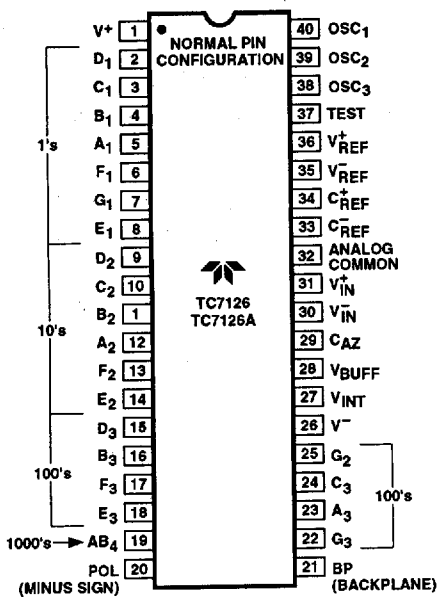 NORMAL PIN
CONFIGURATION
TC7126
TC7126A
V+ 1
D1 2
C1 3
B1 4
A1 5
F1 6
G1 7
E1 8
D2 9
C2 10
B2 1
A2 12
F2 13
E2 14
D3 15
B3 16
F3 17
E3 18
1000's AB4 19
POL 20
(MINUS SIGN)
1's
10's
100's
40 OSC1
39 OSC2
38 OSC3
37 TEST
36 V+REF
35 V-REF
34 C+REF
33 C-REF
32 ANALOG
COMMON
31 V+IN
30 V-IN
29 CAZ
28 VBUFF
27 VINT
26 V-
25 G2
24 C3
23 A3
22 G3
100's
21 BP
(BACKPLANE)